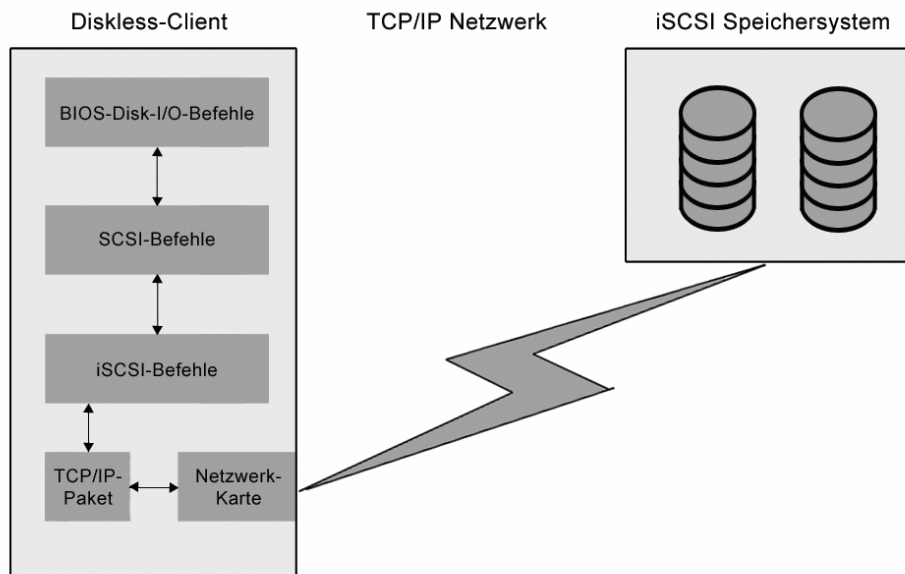 Diskless-Client
TCP/IP Netzwerk
iSCSI Speichersystem
BIOS-Disk-I/O-Befehle
SCSI-Befehle
iSCSI-Befehle
TCP/IP-
Paket
Netzwerk-
Karte